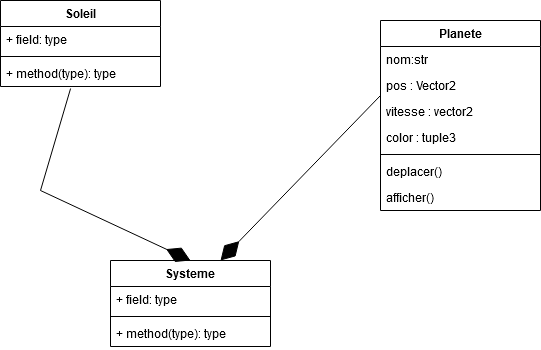 Soleil
+ field: type
+ method(type): type
Planete
nom:str
pos : Vector2
vitesse : vector2
color : tuple3
deplacer()
afficher()
Systeme
+ field: type
+ method(type): type